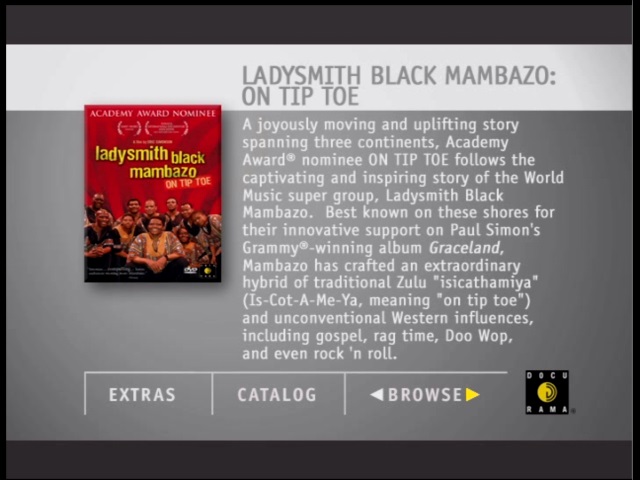 LADYSMITH BLACK MAMBAZO:
ON TIP TOE
ACADEMY AWARD NOMINEE
ladysmith black
mambazo
ON TIP TOE
DVD
A joyously moving and uplifting story
spanning three continents, Academy
Award® nominee ON TIP TOE follows the
captivating and inspiring story of the World
Music super group, Ladysmith Black
Mambazo. Best known on these shores for
their innovative support on Paul Simon's
Grammy®-winning album Graceland,
Mambazo has crafted an extraordinary
hybrid of traditional Zulu "isicathamiya"
(Is-Cot-A-Me-Ya, meaning "on tip toe")
and unconventional Western influences,
including gospel, rag time, Doo Wop,
and even rock 'n roll.
EXTRAS
CATALOG
◀BROWSE▶
DOCU
RAMA®